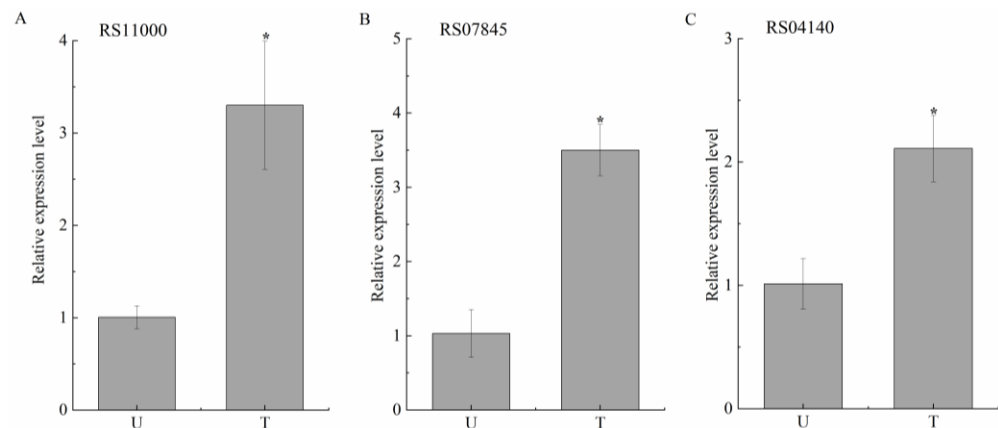 A
RS11000
Relative expression level
4
3
2
1
0
U
T
*
B
RS07845
Relative expression level
5
4
3
2
1
0
U
T
*
C
RS04140
Relative expression level
3
2
1
0
U
T
*